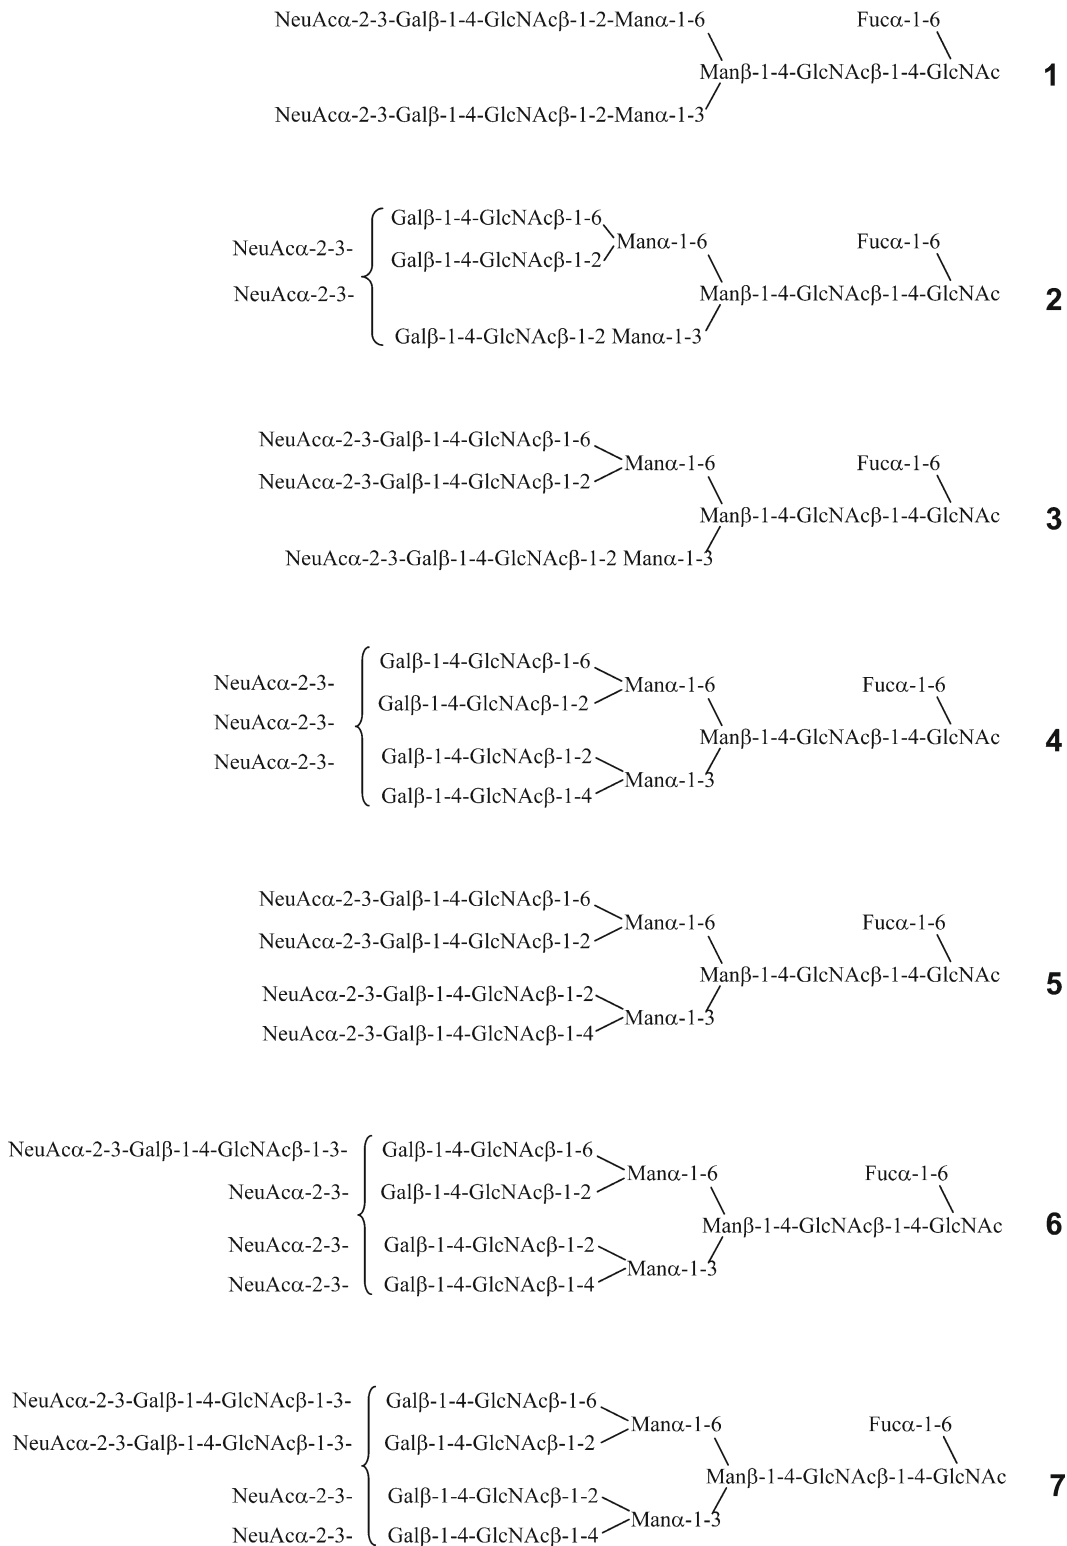 NeuAcα-2-3-Galβ-1-4-GlcNAcβ-1-2-Manα-1-6 Fucα-1-6
Manβ-1-4-GlcNAcβ-1-4-GlcNAc 1
NeuAcα-2-3-Galβ-1-4-GlcNAcβ-1-2-Manα-1-3
Galβ-1-4-GlcNAcβ-1-6
NeuAcα-2-3- Manα-1-6 Fucα-1-6
Galβ-1-4-GlcNAcβ-1-2
NeuAcα-2-3- Manβ-1-4-GlcNAcβ-1-4-GlcNAc 2
Galβ-1-4-GlcNAcβ-1-2 Manα-1-3
NeuAcα-2-3-Galβ-1-4-GlcNAcβ-1-6
Manα-1-6 Fucα-1-6
NeuAcα-2-3-Galβ-1-4-GlcNAcβ-1-2
Manβ-1-4-GlcNAcβ-1-4-GlcNAc 3
NeuAcα-2-3-Galβ-1-4-GlcNAcβ-1-2 Manα-1-3
Galβ-1-4-GlcNAcβ-1-6
NeuAcα-2-3- Manα-1-6 Fucα-1-6
Galβ-1-4-GlcNAcβ-1-2
NeuAcα-2-3- Manβ-1-4-GlcNAcβ-1-4-GlcNAc 4
Galβ-1-4-GlcNAcβ-1-2
NeuAcα-2-3- Manα-1-3
Galβ-1-4-GlcNAcβ-1-4
NeuAcα-2-3-Galβ-1-4-GlcNAcβ-1-6
Manα-1-6 Fucα-1-6
NeuAcα-2-3-Galβ-1-4-GlcNAcβ-1-2
Manβ-1-4-GlcNAcβ-1-4-GlcNAc 5
NeuAcα-2-3-Galβ-1-4-GlcNAcβ-1-2
Manα-1-3
NeuAcα-2-3-Galβ-1-4-GlcNAcβ-1-4
NeuAcα-2-3-Galβ-1-4-GlcNAcβ-1-3- Galβ-1-4-GlcNAcβ-1-6
Manα-1-6 Fucα-1-6
NeuAcα-2-3- Galβ-1-4-GlcNAcβ-1-2
Manβ-1-4-GlcNAcβ-1-4-GlcNAc 6
NeuAcα-2-3- Galβ-1-4-GlcNAcβ-1-2
Manα-1-3
NeuAcα-2-3- Galβ-1-4-GlcNAcβ-1-4
NeuAcα-2-3-Galβ-1-4-GlcNAcβ-1-3- Galβ-1-4-GlcNAcβ-1-6
Manα-1-6 Fucα-1-6
NeuAcα-2-3-Galβ-1-4-GlcNAcβ-1-3- Galβ-1-4-GlcNAcβ-1-2
Manβ-1-4-GlcNAcβ-1-4-GlcNAc 7
NeuAcα-2-3- Galβ-1-4-GlcNAcβ-1-2
Manα-1-3
NeuAcα-2-3- Galβ-1-4-GlcNAcβ-1-4